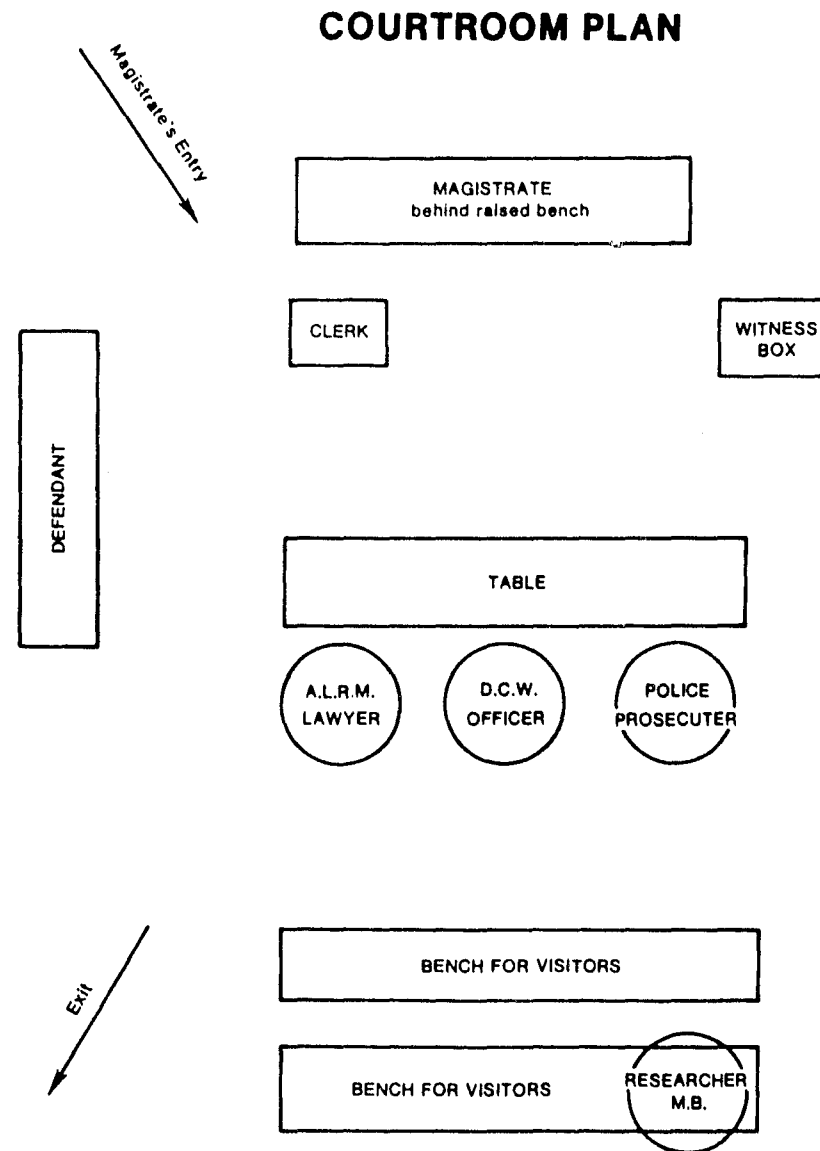 COURTROOM PLAN
Magistrate's Entry
MAGISTRATE
behind raised bench
CLERK
WITNESS
BOX
DEFENDANT
TABLE
A.L.R.M.
LAWYER
D.C.W.
OFFICER
POLICE
PROSECUTER
Exit
BENCH FOR VISITORS
BENCH FOR VISITORS
RESEARCHER
M.B.